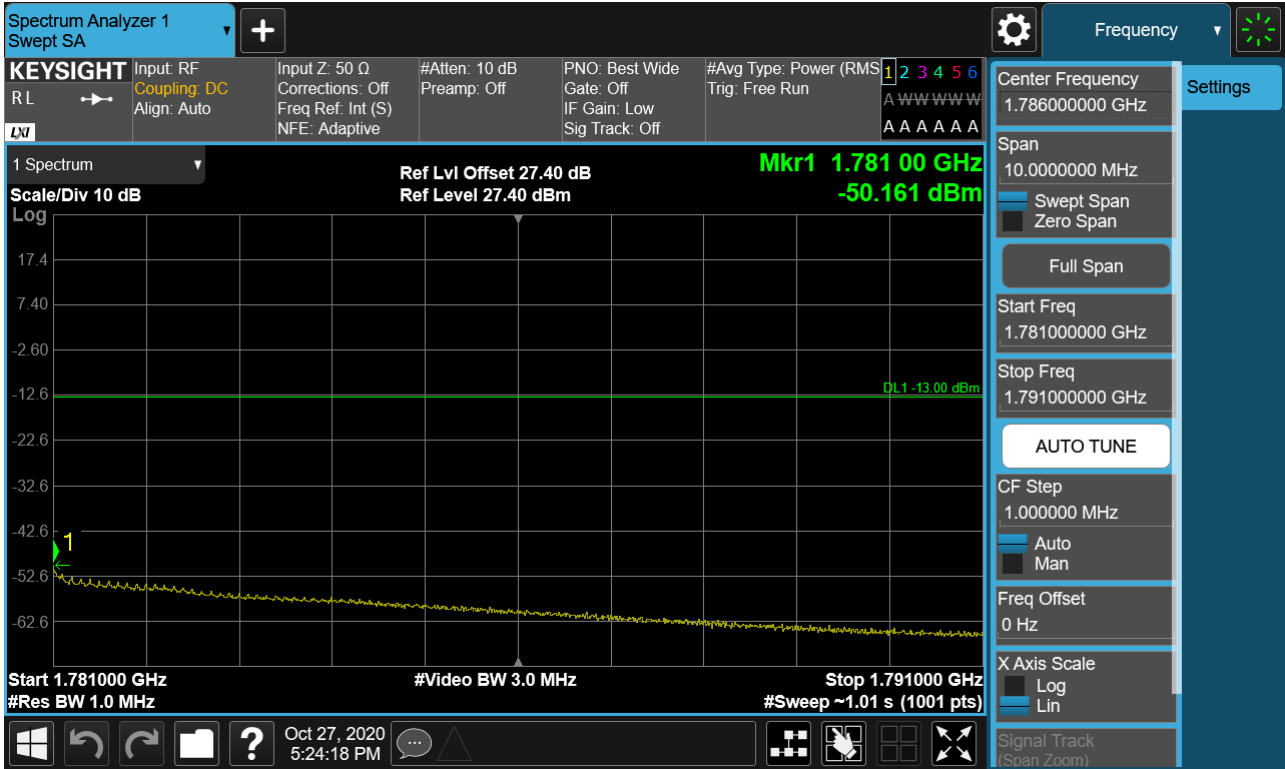 Spectrum Analyzer 1
Swept SA
Frequency
KEYSIGHT
R L
LXI
Input: RF
Coupling: DC
Align: Auto
Input Z: 50 Ω
Corrections: Off
Freq Ref: Int (S)
NFE: Adaptive
#Atten: 10 dB
Preamp: Off
PNO: Best Wide
Gate: Off
IF Gain: Low
Sig Track: Off
#Avg Type: Power (RMS
Trig: Free Run
1 2 3 4 5 6
A W W W W W
A A A A A A
1 Spectrum
Scale/Div 10 dB
Ref Lvl Offset 27.40 dB
Ref Level 27.40 dBm
Mkr1 1.781 00 GHz
-50.161 dBm
Log
17.4
7.40
-2.60
-12.6
-22.6
-32.6
-42.6
-52.6
-62.6
DL1 -13.00 dBm
1
Start 1.781000 GHz
#Res BW 1.0 MHz
#Video BW 3.0 MHz
Stop 1.791000 GHz
#Sweep ~1.01 s (1001 pts)
Center Frequency
1.786000000 GHz
Span
10.0000000 MHz
Swept Span
Zero Span
Full Span
Start Freq
1.781000000 GHz
Stop Freq
1.791000000 GHz
AUTO TUNE
CF Step
1.000000 MHz
Auto
Man
Freq Offset
0 Hz
X Axis Scale
Log
Lin
Signal Track
(Span Zoom)
Settings
?
Oct 27, 2020
5:24:18 PM